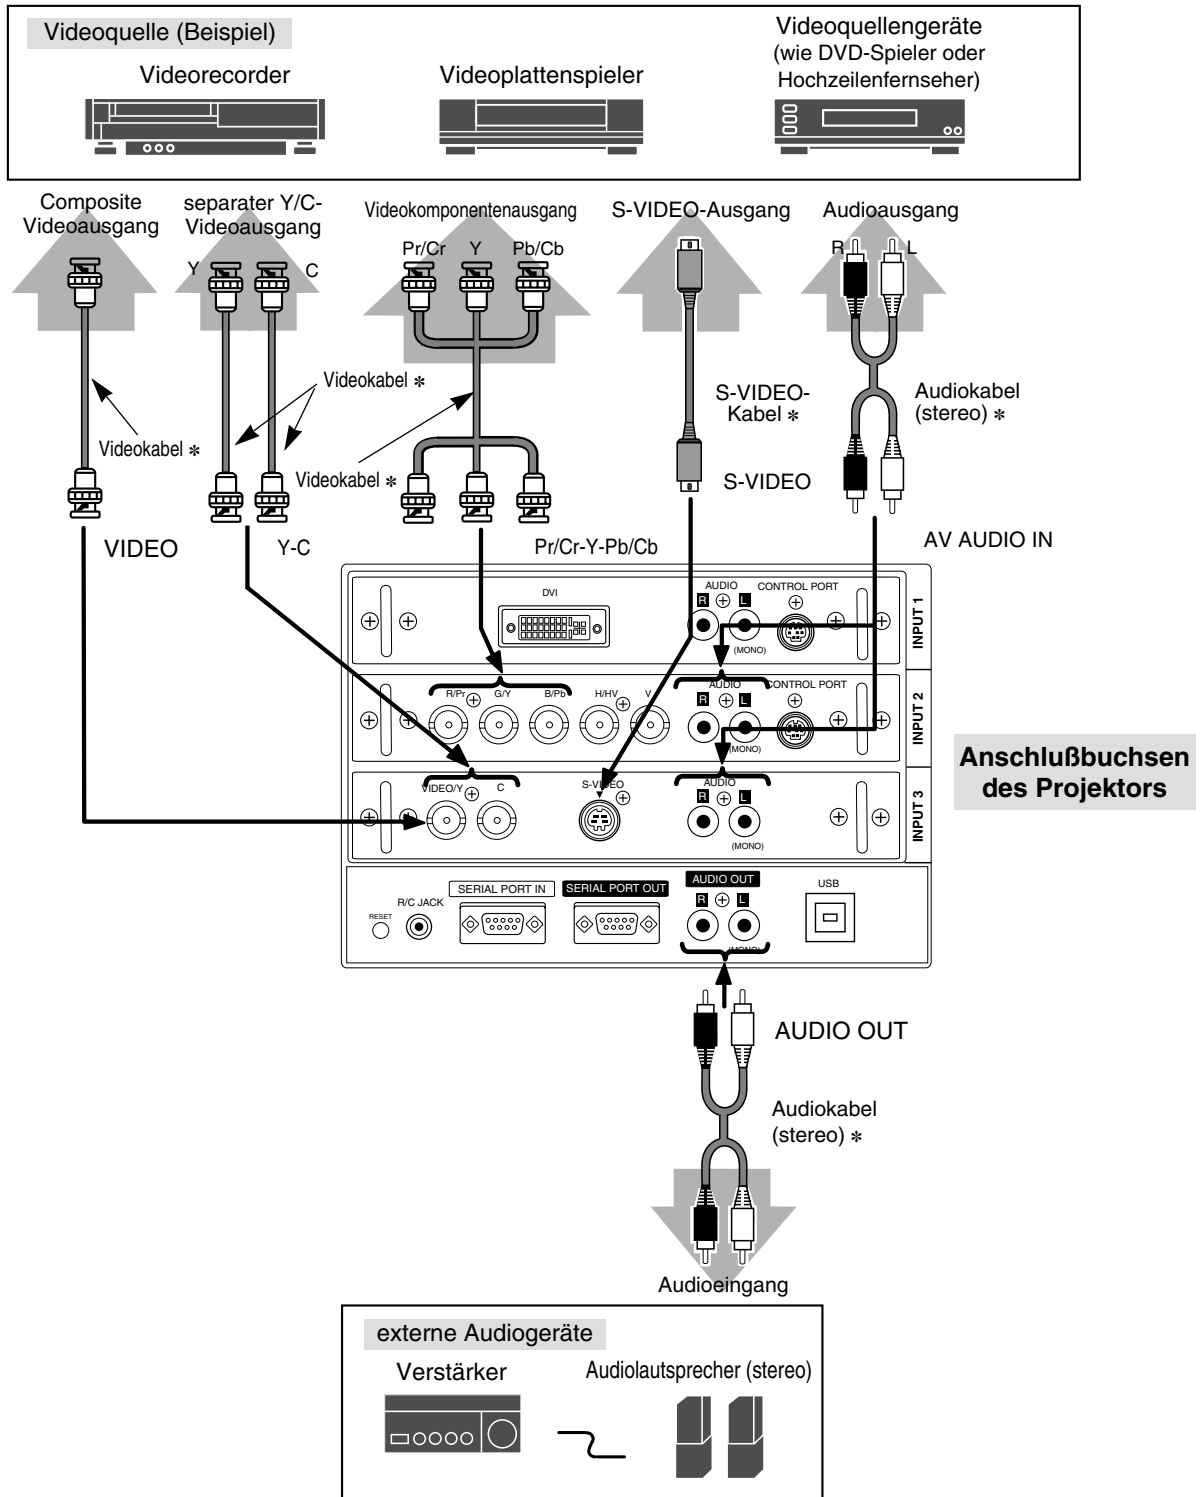 Videoquelle (Beispiel)
Videorecorder
Videoplattenspieler
Videoquellengeräte
(wie DVD-Spieler oder
Hochzeilenfernseher)
Composite
Videoausgang
separater Y/C-
Videoausgang
Videokomponentenausgang
S-VIDEO-Ausgang
Audioausgang
Y
C
Pr/Cr
Y
Pb/Cb
R
L
Videokabel *
Videokabel *
Videokabel *
S-VIDEO-
Kabel *
Audiokabel
(stereo) *
S-VIDEO
VIDEO
Y-C
Pr/Cr-Y-Pb/Cb
AV AUDIO IN
DVI
AUDIO
R
L
(MONO)
CONTROL PORT
INPUT 1
R/Pr
G/Y
B/Pb
H/HV
V
AUDIO
R
L
(MONO)
CONTROL PORT
INPUT 2
VIDEO/Y
C
S-VIDEO
AUDIO
R
L
(MONO)
INPUT 3
Anschlußbuchsen
des Projektors
RESET
R/C JACK
SERIAL PORT IN
SERIAL PORT OUT
AUDIO OUT
R
L
(MONO)
USB
AUDIO OUT
Audiokabel
(stereo) *
Audioeingang
externe Audiogeräte
Verstärker
Audiolautsprecher (stereo)